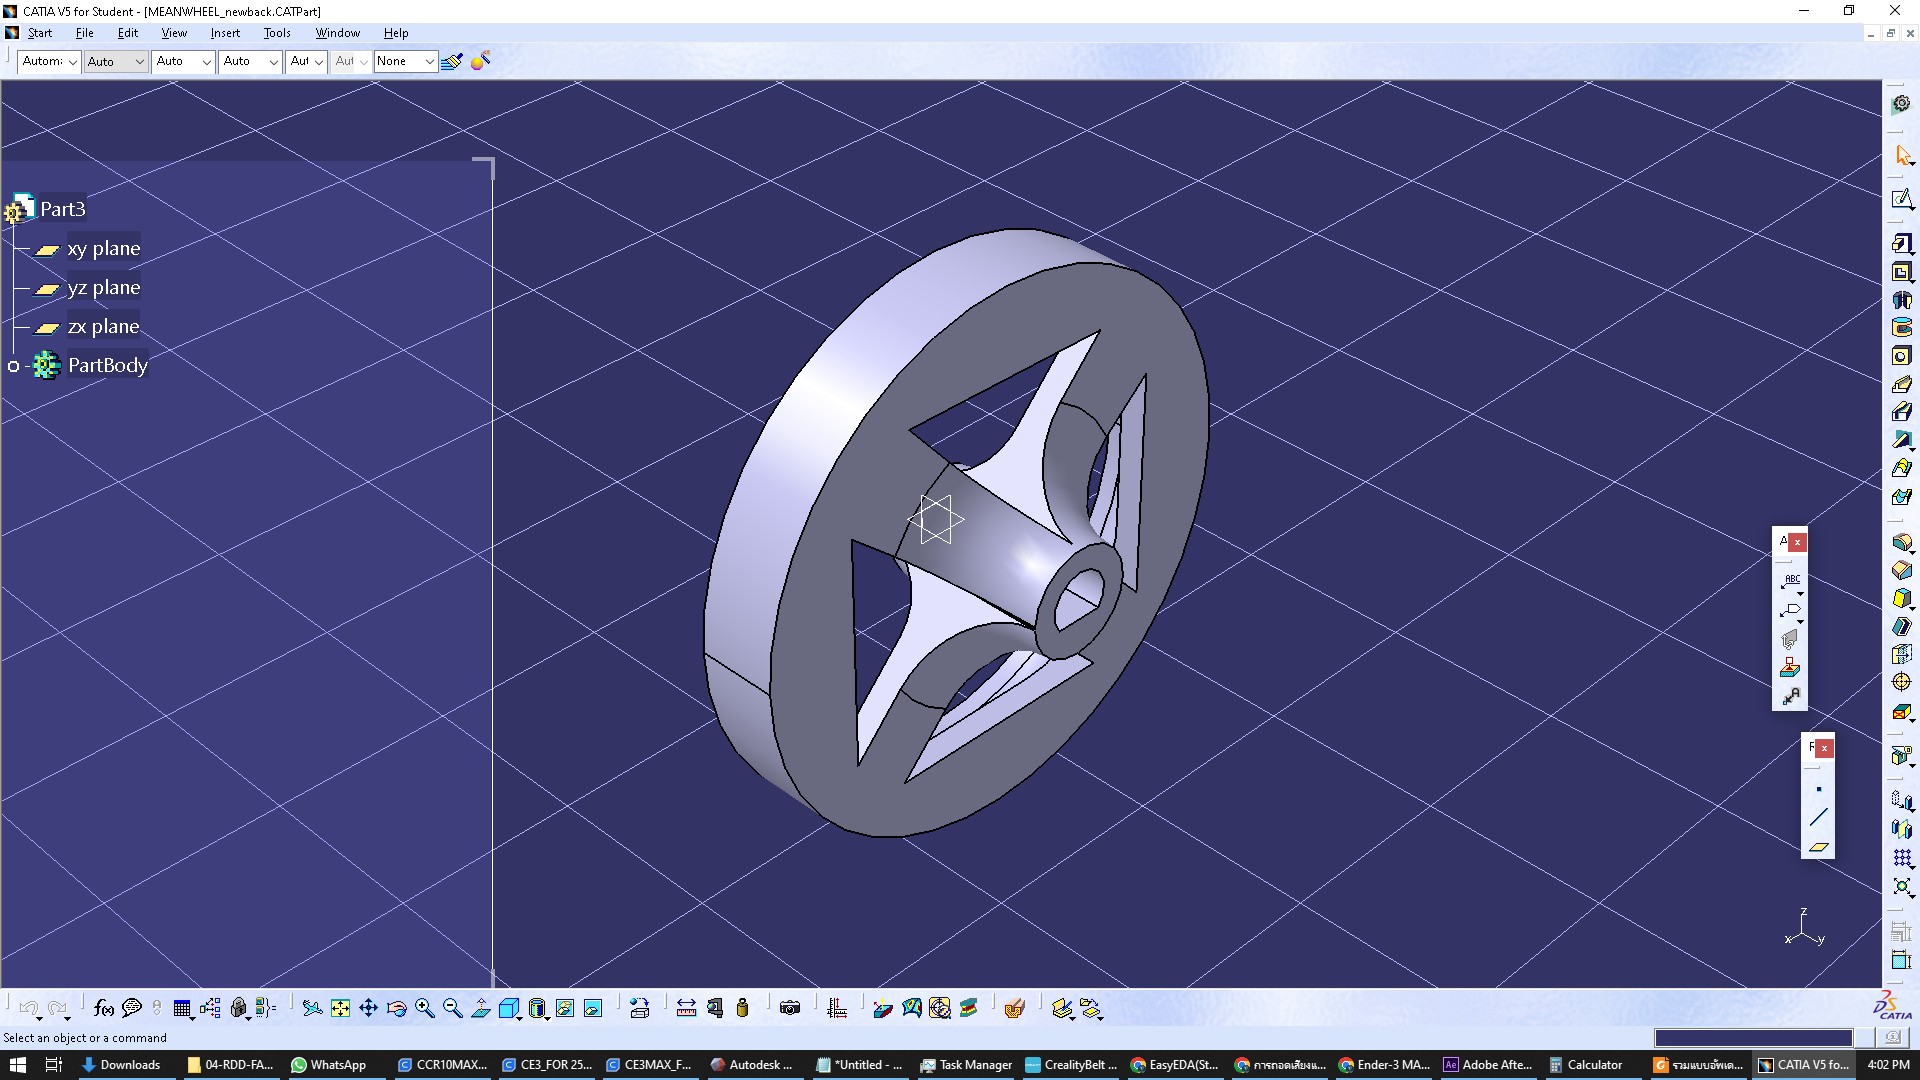 CATIA V5 for Student - [MEANWHEEL_newback.CATPart]
Start File Edit View Insert Tools Window Help
Autom: Auto Auto Auto Aut Aut None
Part3
xy plane
yz plane
zx plane
PartBody
A x
ABC
R x
z
x y
f(x)
CATIA
Select an object or a command
Downloads 04-RDD-FA... WhatsApp CCR10MAX... CE3_FOR 25... CE3MAX_F... Autodesk ... *Untitled - ... Task Manager CrealityBelt ... EasyEDA(St... การถอดเสียง... Ender-3 MA... Adobe Afte... Calculator รวมแบบอัพเด... CATIA V5 fo... 4:02 PM